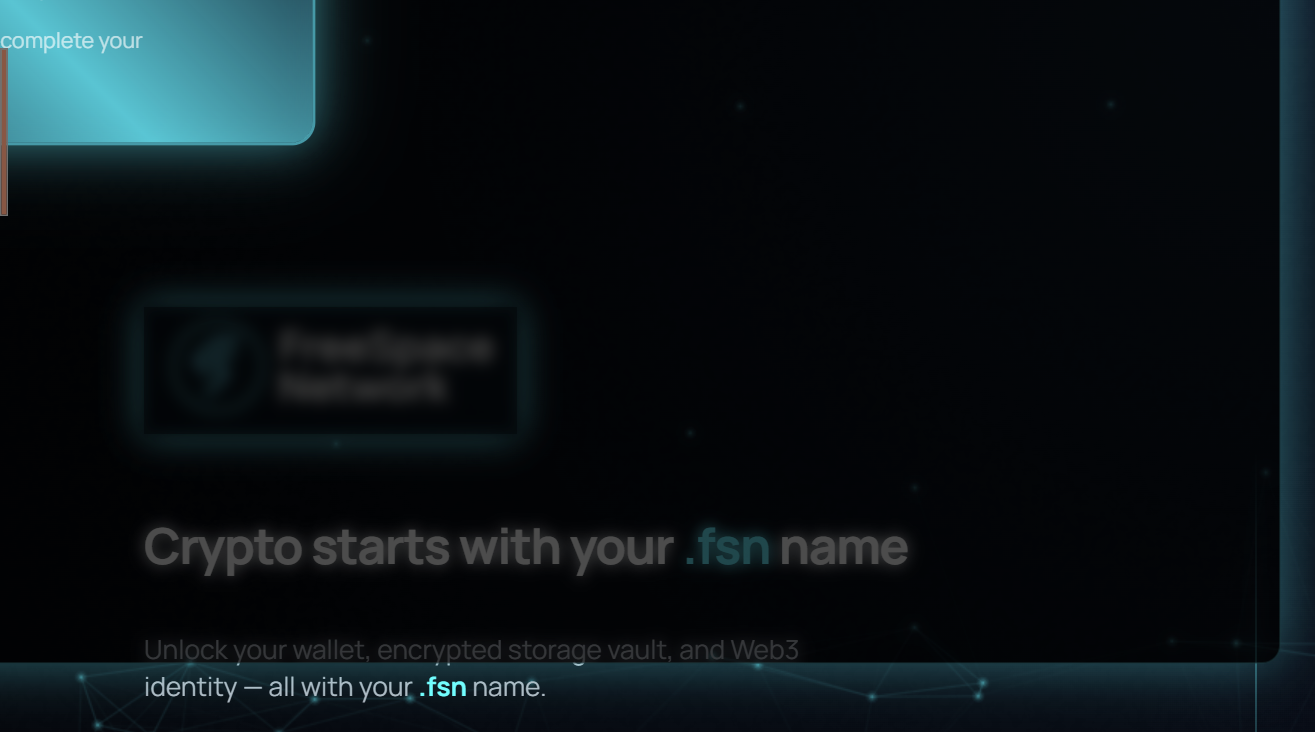 complete your
FreeSpace
Network
Crypto starts with your .fsn name
Unlock your wallet, encrypted storage vault, and Web3
identity — all with your .fsn name.